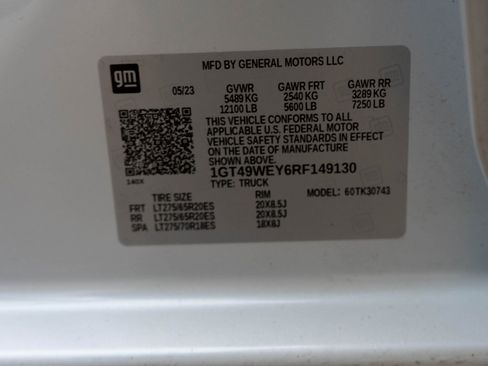 gm
MFD BY GENERAL MOTORS LLC
05/23 GVWR GAWR FRT GAWR RR
5489 KG 2540 KG 3289 KG
12100 LB 5600 LB 7250 LB
THIS VEHICLE CONFORMS TO ALL
APPLICABLE U.S. FEDERAL MOTOR
VEHICLE SAFETY STANDARDS IN EFFECT
ON THE DATE OF MANUFACTURE
SHOWN ABOVE.
1GT49WEY6RF149130
140X TYPE: TRUCK
MODEL: 60TK30743
TIRE SIZE RIM
FRT LT275/65R20ES 20X8.5J
RR LT275/65R20ES 20X8.5J
SPA LT275/70R18ES 18X8J